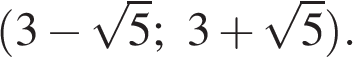 (3 − √5; 3 + √5).